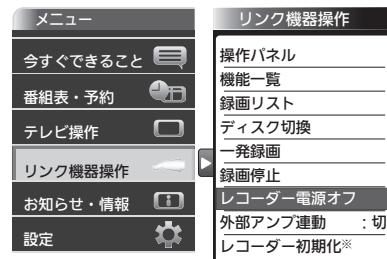 メニュー
今すぐできること
番組表・予約
テレビ操作
リンク機器操作
お知らせ・情報
設定
リンク機器操作
操作パネル
機能一覧
録画リスト
ディスク切換
一発録画
録画停止
レコーダー電源オフ
外部アンプ連動 :切
レコーダー初期化※